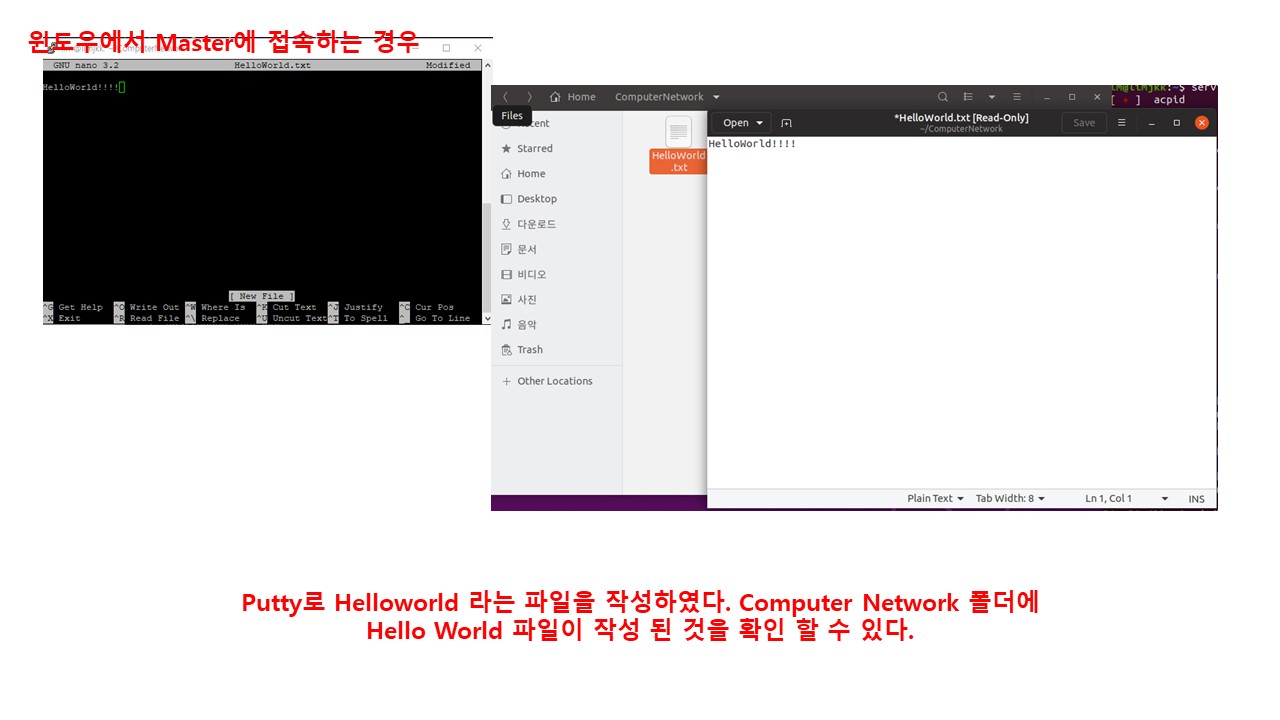 윈도우에서 Master에 접속하는 경우
GNU nano 3.2 HelloWorld.txt Modified
HelloWorld!!!!
[ New File ]
^G Get Help ^O Write Out ^W Where Is ^K Cut Text ^J Justify ^C Cur Pos
^X Exit ^R Read File ^\ Replace ^U Uncut Text ^T To Spell ^_ Go To Line
Home ComputerNetwork
Files
Recent
Starred
Home
Desktop
다운로드
문서
비디오
사진
음악
Trash
Other Locations
HelloWorld
.txt
:~$ serv
[ + ] acpid
Open *HelloWorld.txt [Read-Only] Save
~/ComputerNetwork
HelloWorld!!!!
Plain Text Tab Width: 8 Ln 1, Col 1 INS
Putty로 Helloworld 라는 파일을 작성하였다. Computer Network 폴더에
Hello World 파일이 작성 된 것을 확인 할 수 있다.